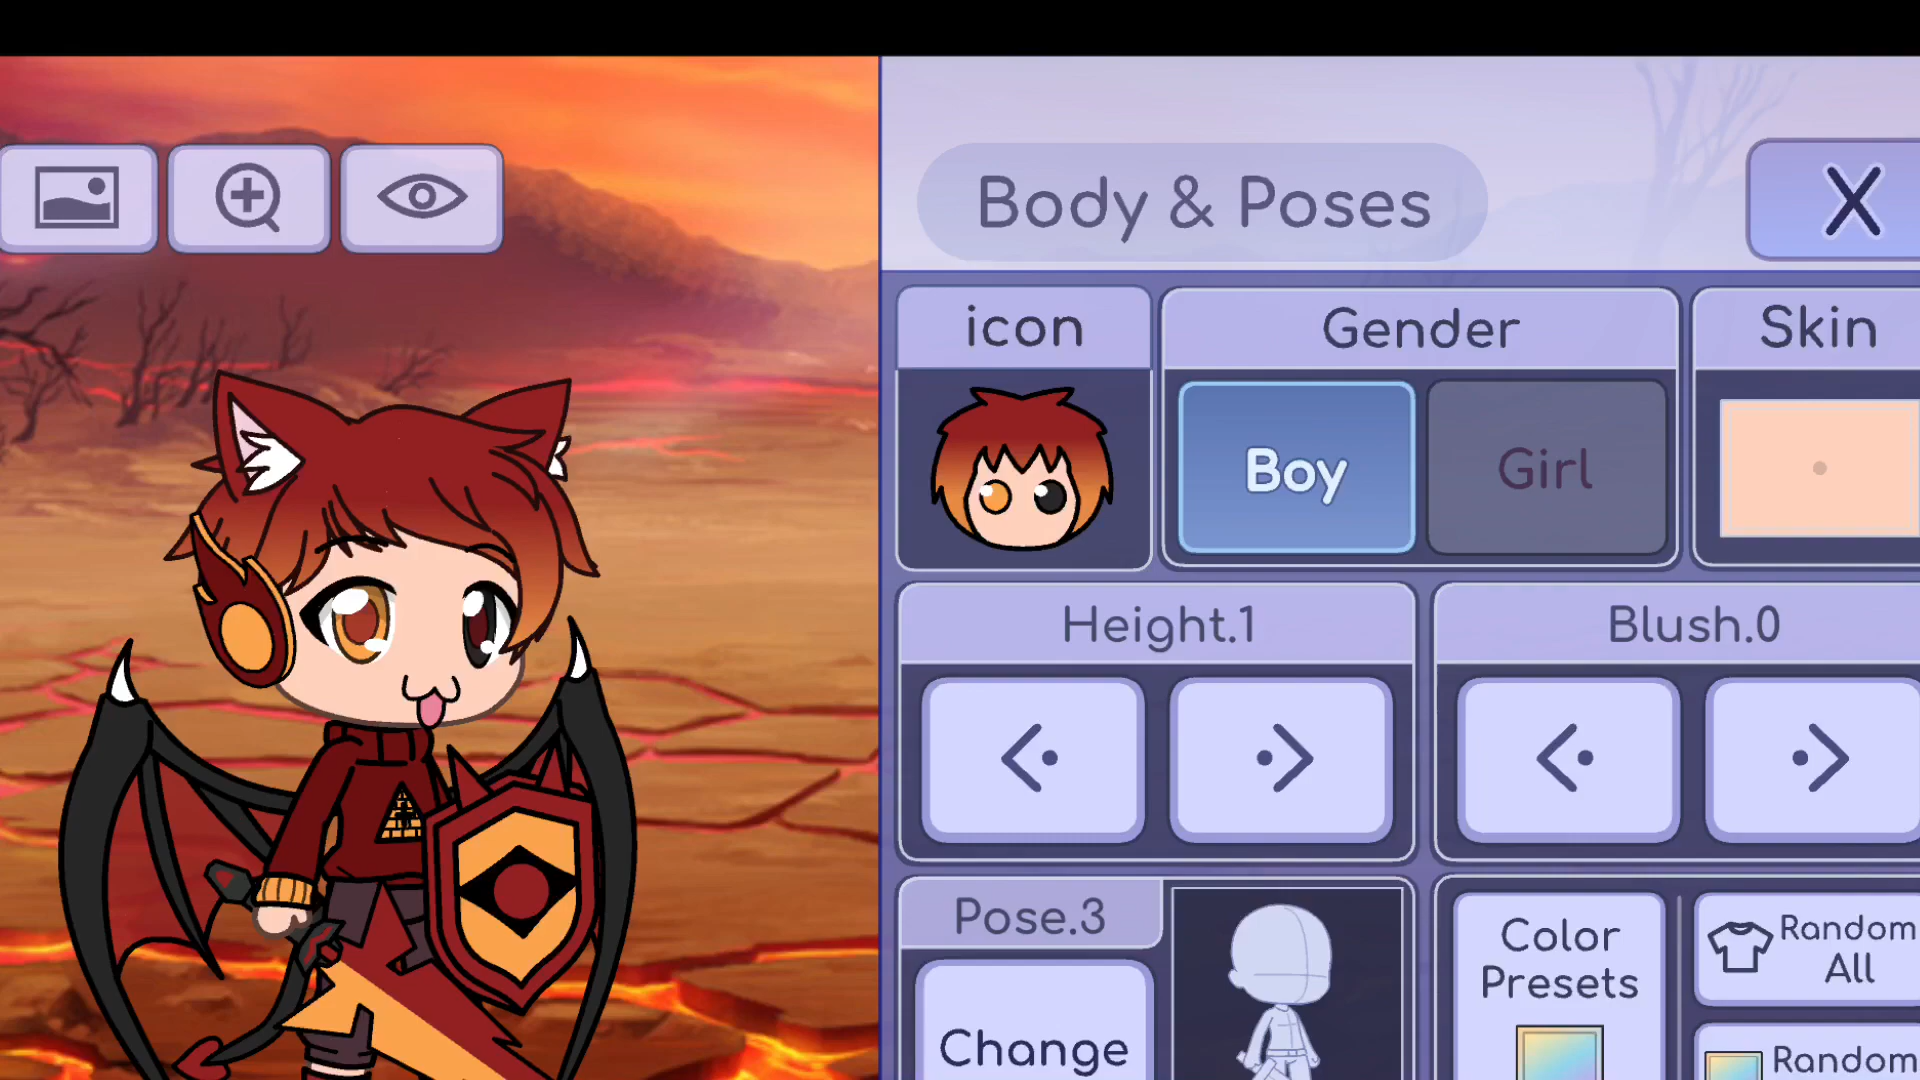 Body & Poses
X
icon
Gender
Skin
Boy
Girl
Height.1
Blush.0
Pose.3
Change
Color
Presets
Random
All
Random